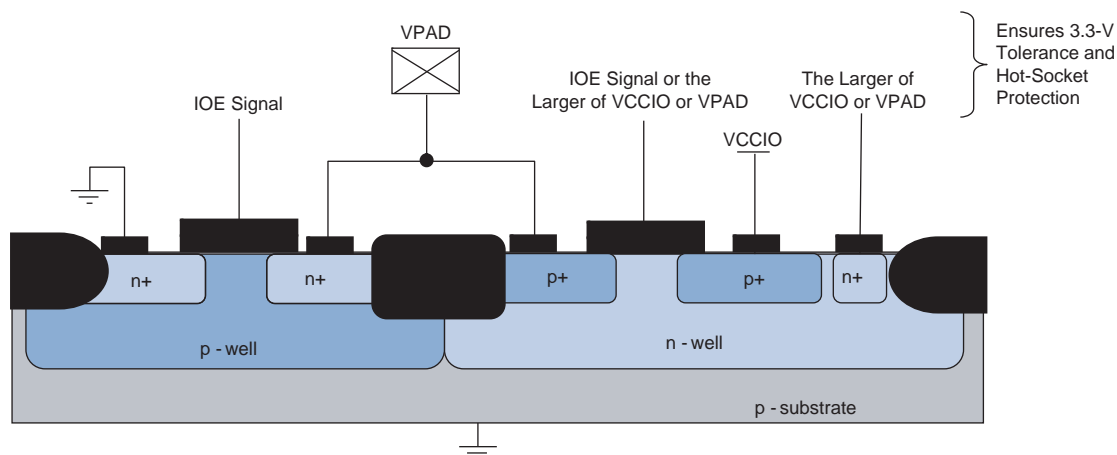 VPAD
IOE Signal
IOE Signal or the
Larger of VCCIO or VPAD
The Larger of
VCCIO or VPAD
Ensures 3.3-V
Tolerance and
Hot-Socket
Protection
VCCIO
n+
n+
p+
p+
n+
p - well
n - well
p - substrate